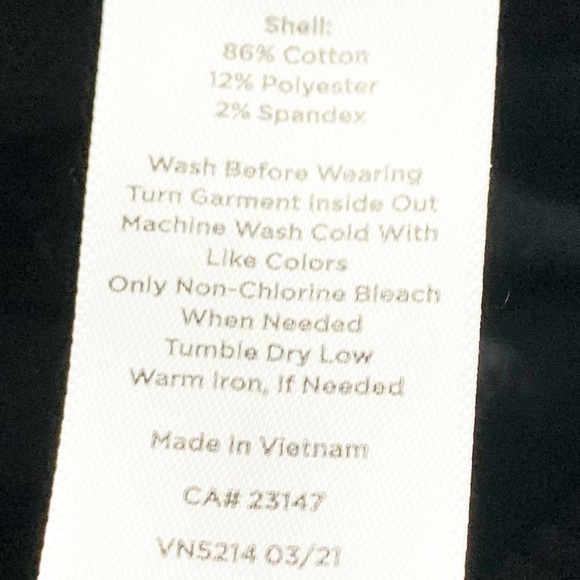 Shell:
86% Cotton
12% Polyester
2% Spandex
Wash Before Wearing
Turn Garment Inside Out
Machine Wash Cold With
Like Colors
Only Non-Chlorine Bleach
When Needed
Tumble Dry Low
Warm Iron, If Needed
Made in Vietnam
CA# 23147
VN5214 03/21